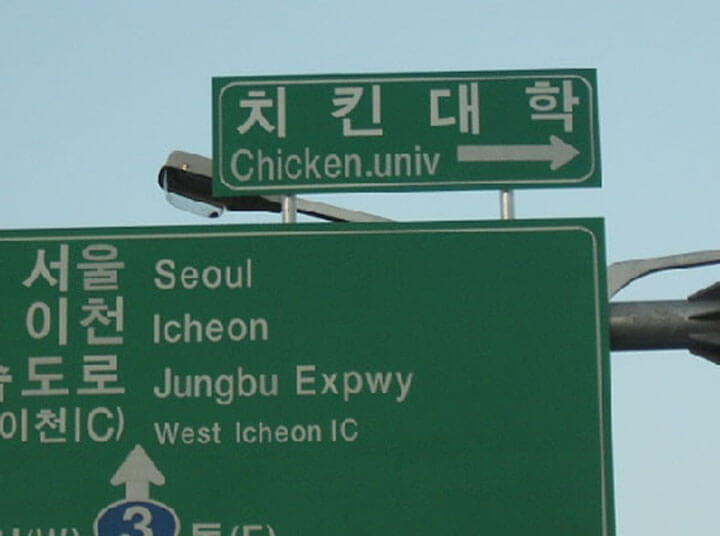 치킨대학
Chicken.univ
서울 Seoul
이천 Icheon
도로 Jungbu Expwy
이천IC) West Icheon IC
3